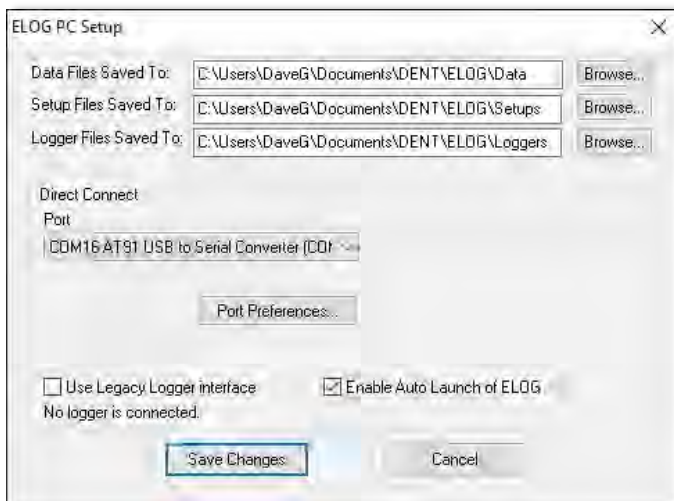 ELOG PC Setup
Data Files Saved To: C:\Users\DaveG\Documents\DENT\ELOG\Data Browse...
Setup Files Saved To: C:\Users\DaveG\Documents\DENT\ELOG\Setups Browse...
Logger Files Saved To: C:\Users\DaveG\Documents\DENT\ELOG\Loggers Browse...
Direct Connect
Port
COM16 AT91 USB to Serial Converter (COM
Port Preferences...
Use Legacy Logger interface Enable Auto Launch of ELOG
No logger is connected.
Save Changes Cancel